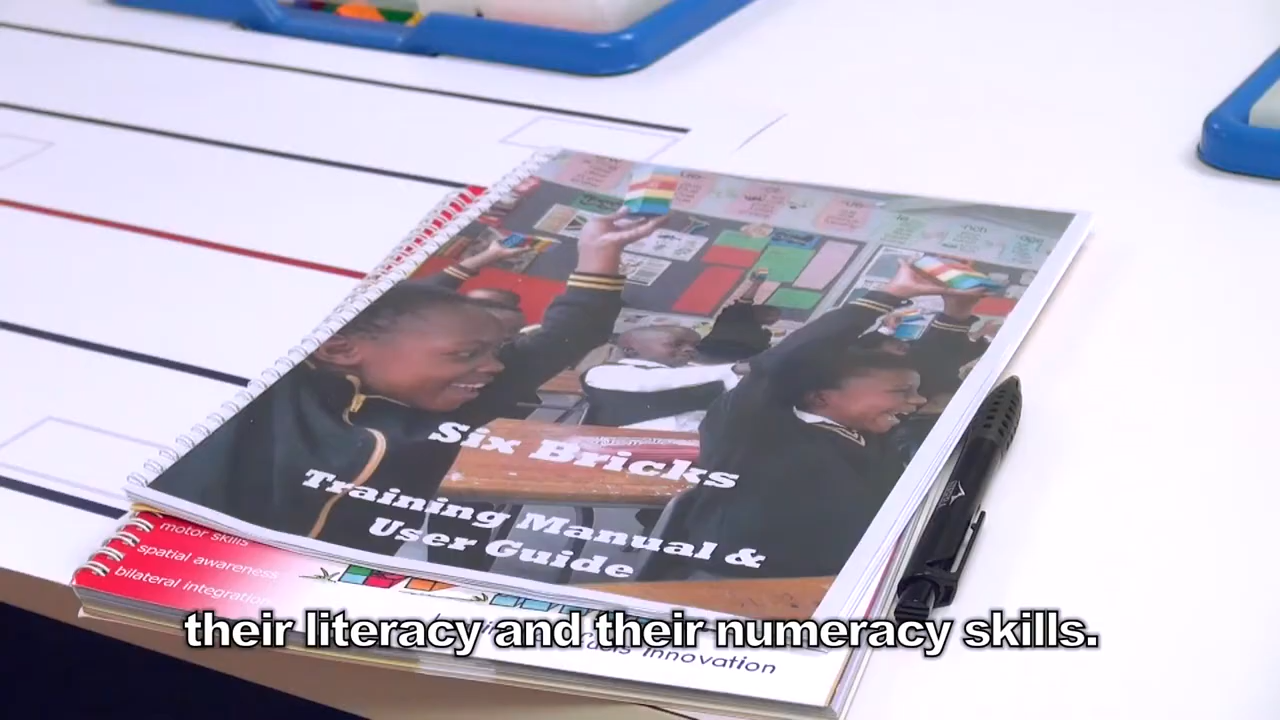 Six Bricks
Training Manual &
User Guide
motor skills
spatial awareness
bilateral integration
their literacy and their numeracy skills.
innovation